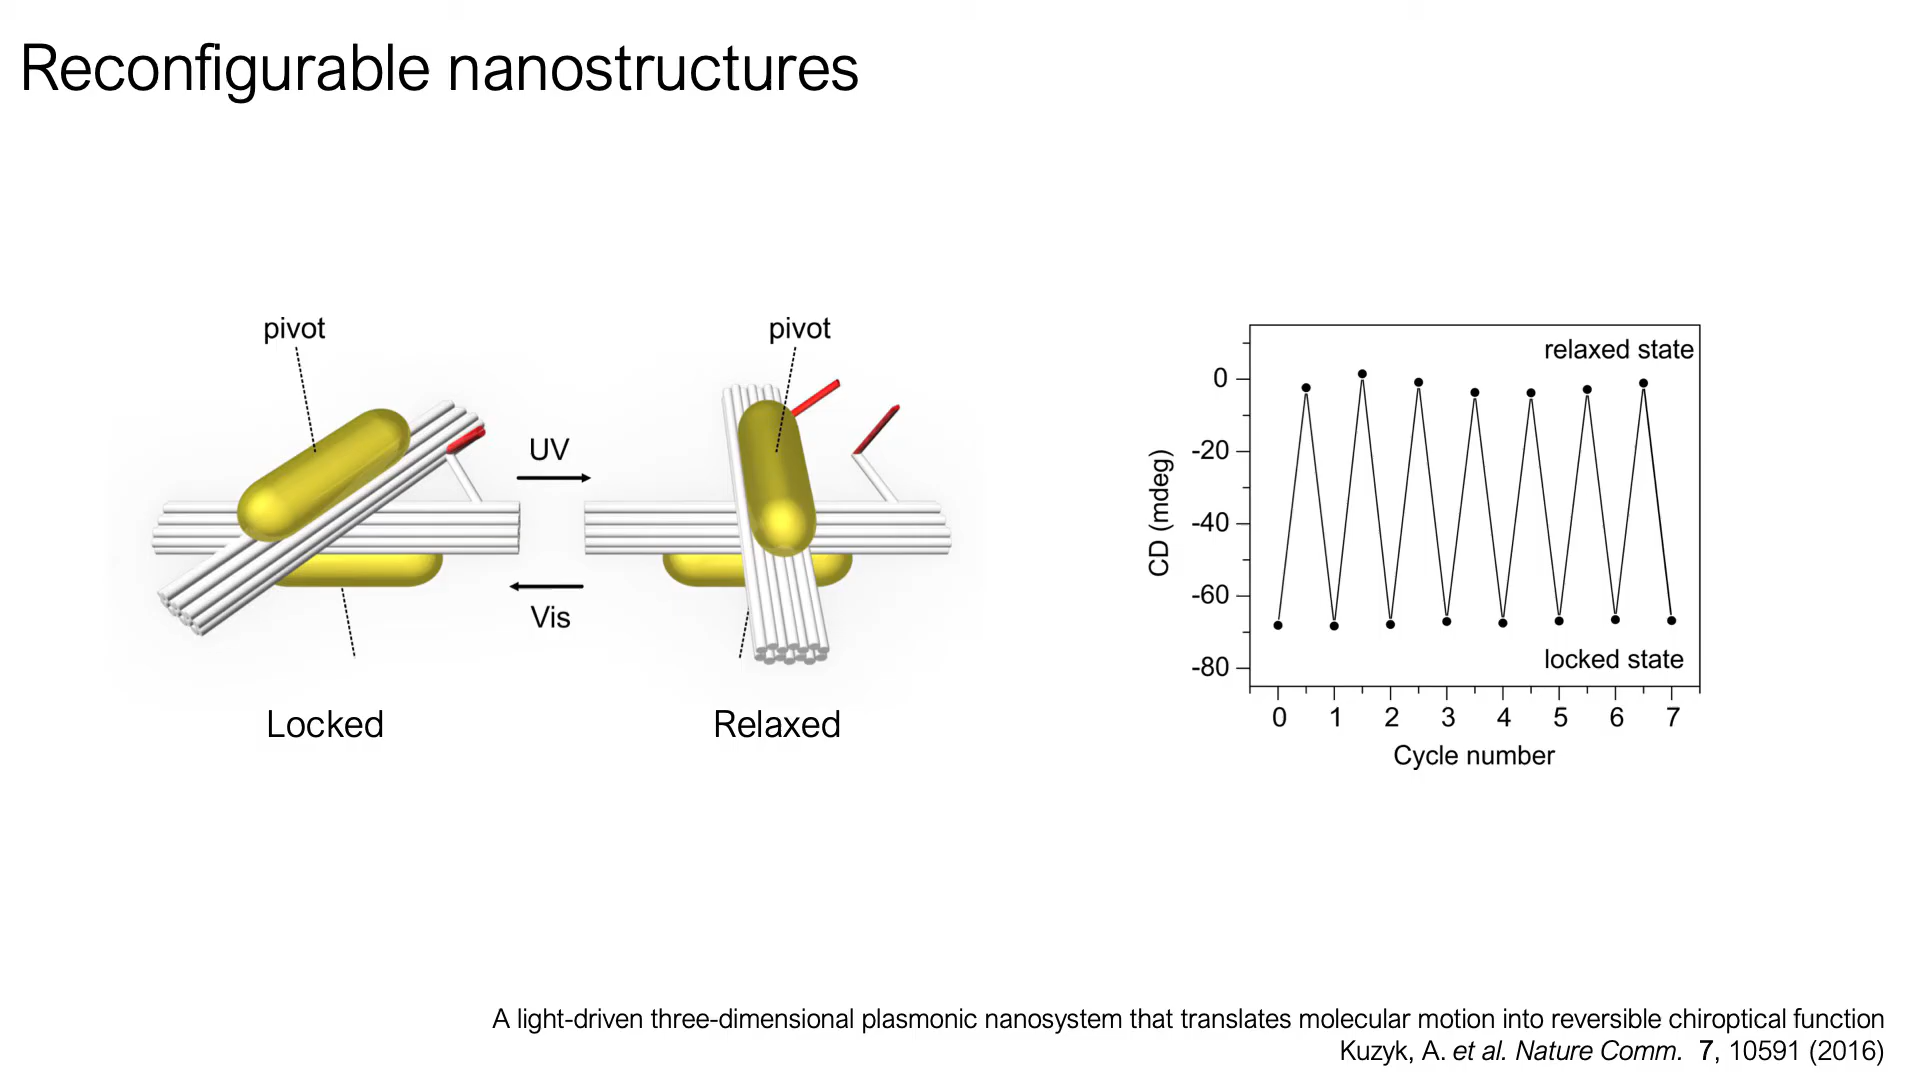 Reconfigurable nanostructures
pivot
pivot
UV
Vis
Locked
Relaxed
relaxed state
0
-20
-40
-60
-80
CD (mdeg)
locked state
0 1 2 3 4 5 6 7
Cycle number
A light-driven three-dimensional plasmonic nanosystem that translates molecular motion into reversible chiroptical function
Kuzyk, A. et al. Nature Comm. 7, 10591 (2016)